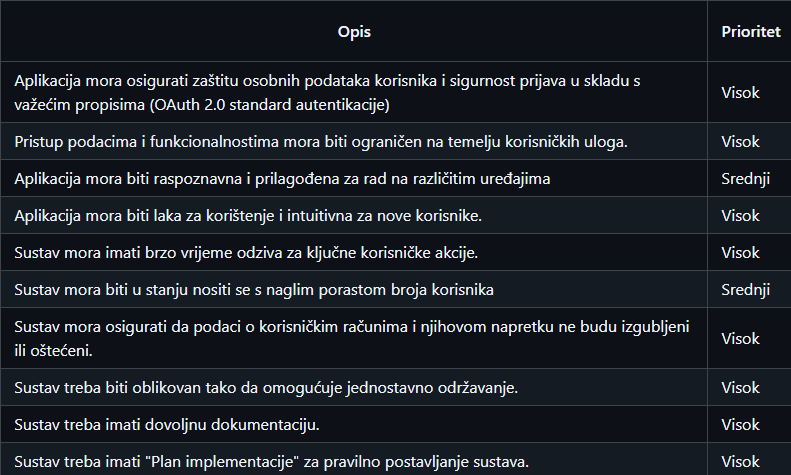 Opis Prioritet
Aplikacija mora osigurati zaštitu osobnih podataka korisnika i sigurnost prijava u skladu s
važećim propisima (OAuth 2.0 standard autentikacije) Visok
Pristup podacima i funkcionalnostima mora biti ograničen na temelju korisničkih uloga. Visok
Aplikacija mora biti raspoznavna i prilagođena za rad na različitim uređajima Srednji
Aplikacija mora biti laka za korištenje i intuitivna za nove korisnike. Visok
Sustav mora imati brzo vrijeme odziva za ključne korisničke akcije. Visok
Sustav mora biti u stanju nositi se s naglim porastom broja korisnika Srednji
Sustav mora osigurati da podaci o korisničkim računima i njihovom napretku ne budu izgubljeni
ili oštećeni. Visok
Sustav treba biti oblikovan tako da omogućuje jednostavno održavanje. Visok
Sustav treba imati dovoljnu dokumentaciju. Visok
Sustav treba imati "Plan implementacije" za pravilno postavljanje sustava. Visok